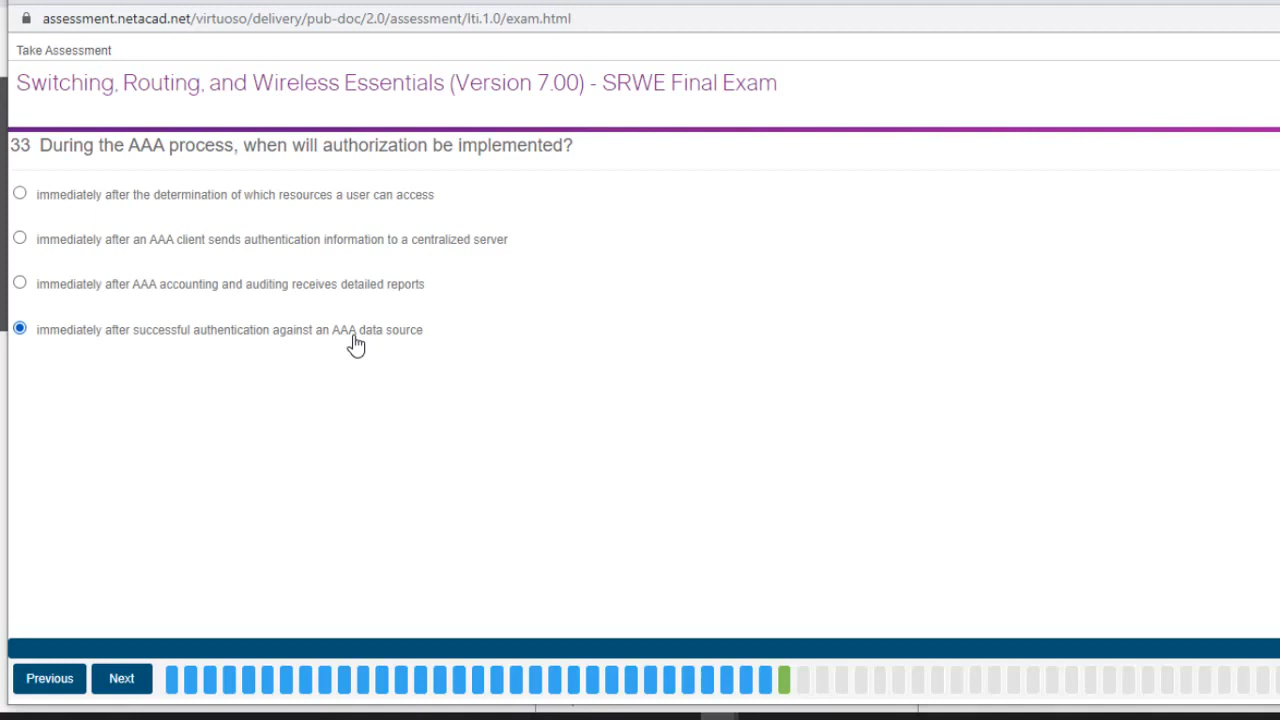 assessment.netacad.net/virtuoso/delivery/pub-doc/2.0/assessment/lti.1.0/exam.html
Take Assessment
Switching, Routing, and Wireless Essentials (Version 7.00) - SRWE Final Exam
33 During the AAA process, when will authorization be implemented?
immediately after the determination of which resources a user can access
immediately after an AAA client sends authentication information to a centralized server
immediately after AAA accounting and auditing receives detailed reports
immediately after successful authentication against an AAA data source
Previous Next